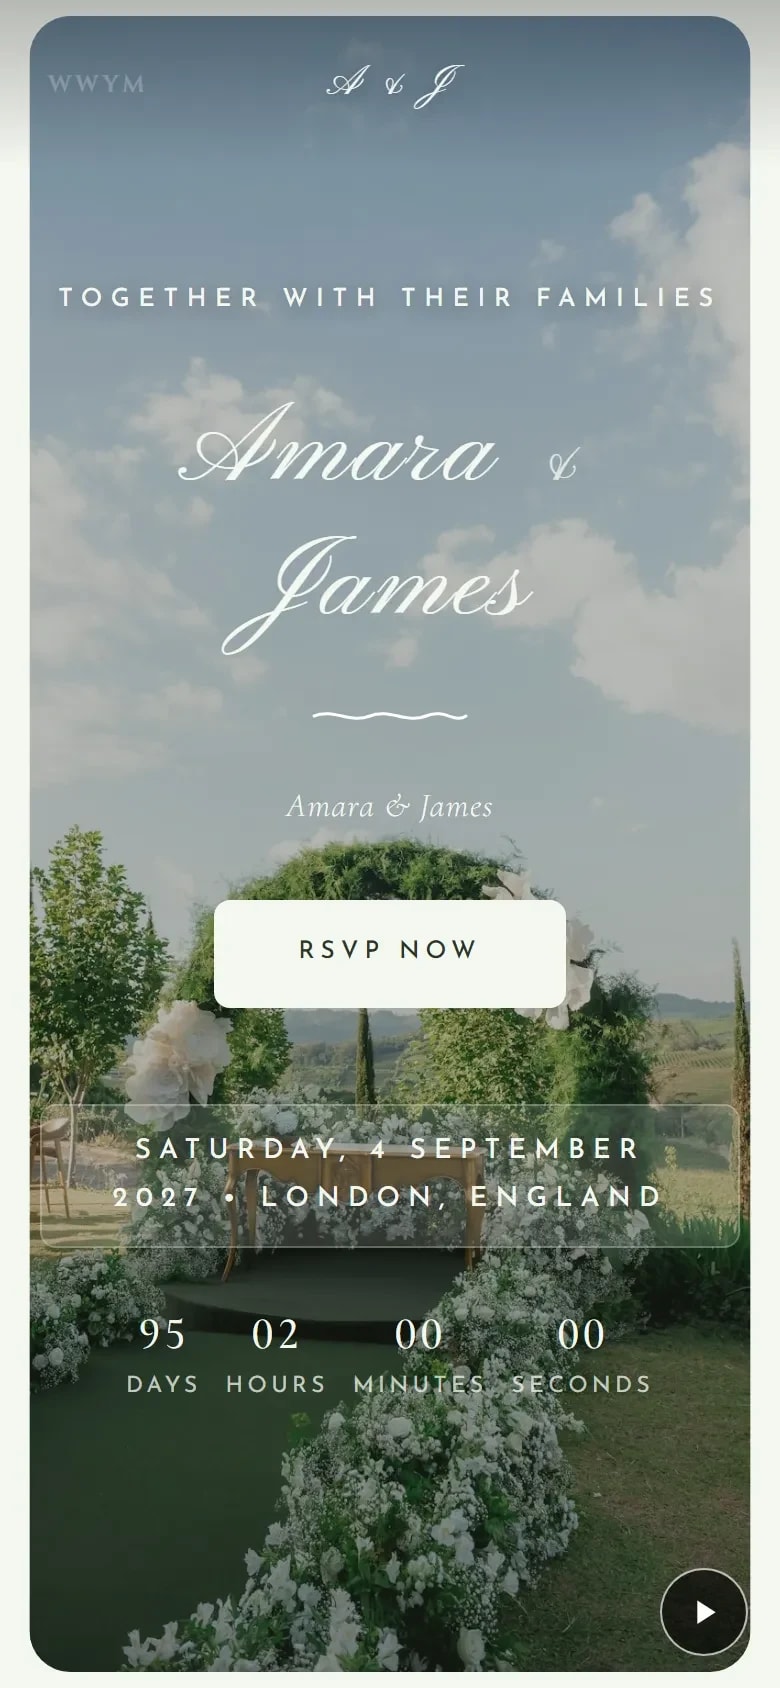 WWYM
A & J
TOGETHER WITH THEIR FAMILIES
Amara &
James
Amara & James
RSVP NOW
SATURDAY, 4 SEPTEMBER
2027 • LONDON, ENGLAND
95 02 00 00
DAYS HOURS MINUTES SECONDS